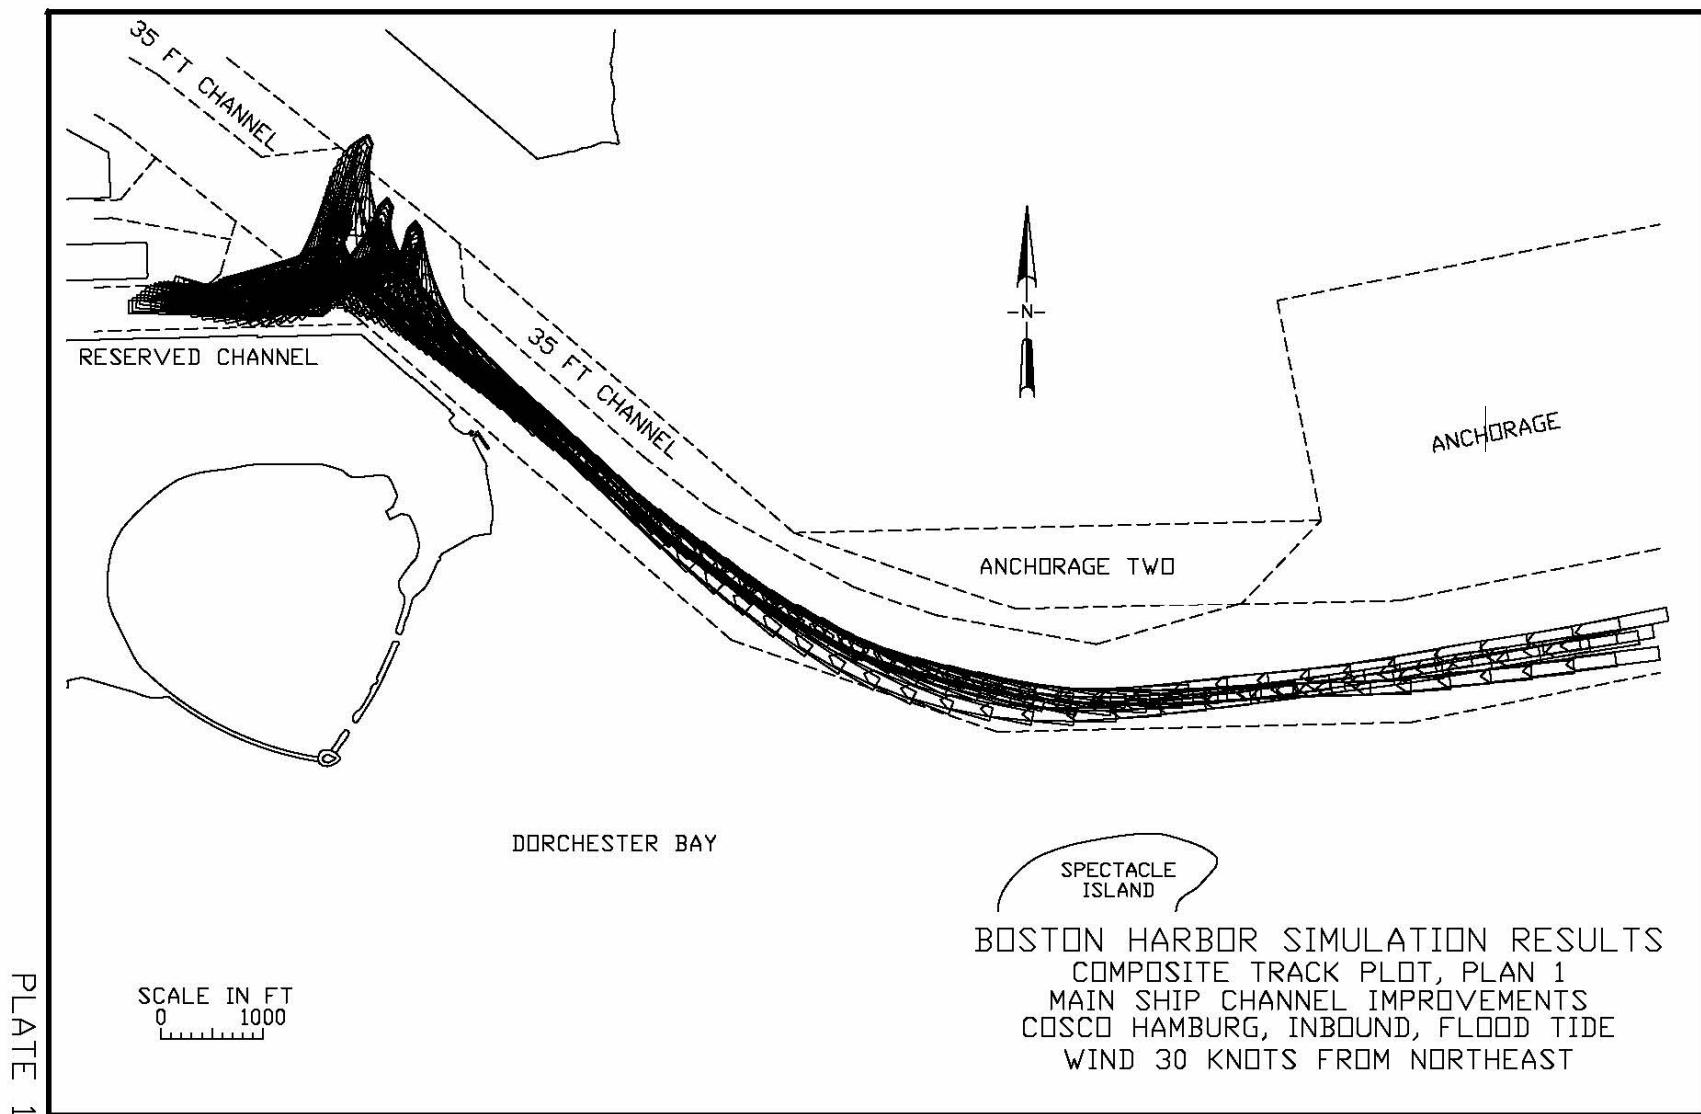 35 FT CHANNEL
RESERVED CHANNEL
35 FT CHANNEL
-N-
ANCHORAGE
ANCHORAGE TWO
DORCHESTER BAY
SPECTACLE
ISLAND
BOSTON HARBOR SIMULATION RESULTS
COMPOSITE TRACK PLOT, PLAN 1
MAIN SHIP CHANNEL IMPROVEMENTS
COSCO HAMBURG, INBOUND, FLOOD TIDE
WIND 30 KNOTS FROM NORTHEAST
SCALE IN FT
0 1000
PLATE 1